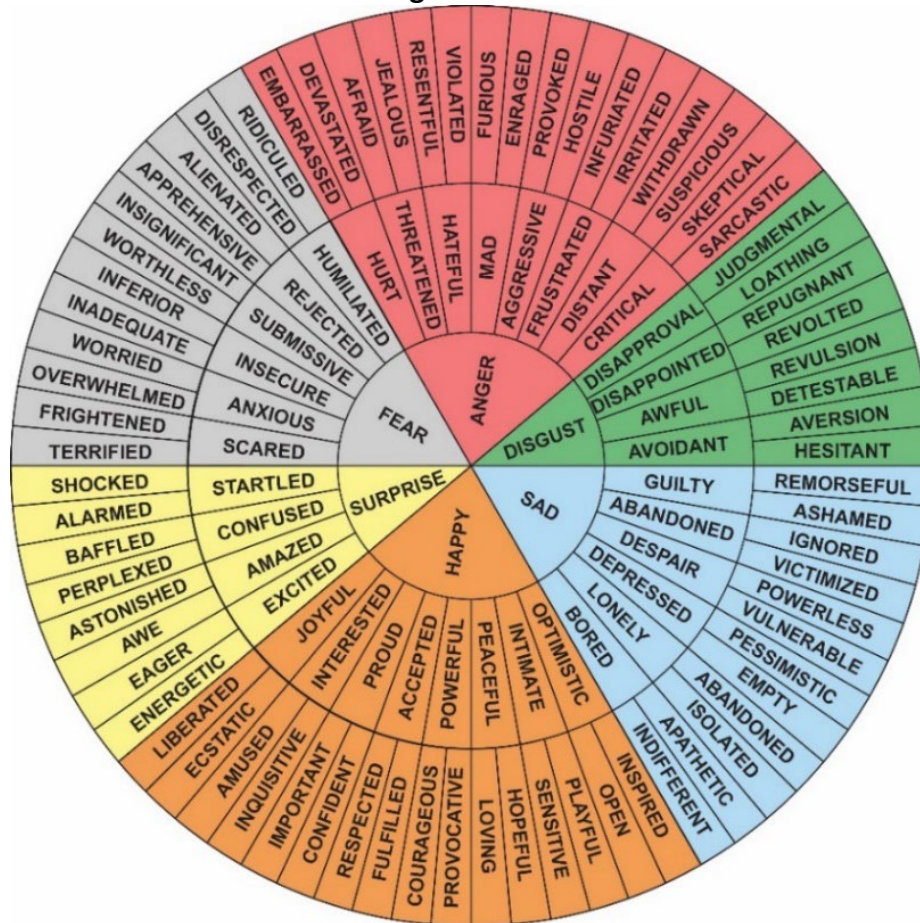 ANGER
DISGUST
SAD
HAPPY
SURPRISE
FEAR
HURT
THREATENED
HATEFUL
MAD
AGGRESSIVE
FRUSTRATED
DISTANT
CRITICAL
DISAPPROVAL
DISAPPOINTED
AWFUL
AVOIDANT
GUILTY
ABANDONED
DESPAIR
DEPRESSED
LONELY
BORED
OPTIMISTIC
INTIMATE
PEACEFUL
POWERFUL
ACCEPTED
PROUD
INTERESTED
JOYFUL
EXCITED
AMAZED
CONFUSED
STARTLED
SCARED
ANXIOUS
INSECURE
SUBMISSIVE
REJECTED
HUMILIATED
EMBARRASSED
DEVASTATED
AFRAID
JEALOUS
RESENTFUL
VIOLATED
FURIOUS
ENRAGED
PROVOKED
HOSTILE
INFURIATED
IRRITATED
WITHDRAWN
SUSPICIOUS
SKEPTICAL
SARCASTIC
JUDGMENTAL
LOATHING
REPUGNANT
REVOLTED
REVULSION
DETESTABLE
AVERSION
HESITANT
REMORSEFUL
ASHAMED
IGNORED
VICTIMIZED
POWERLESS
VULNERABLE
PESSIMISTIC
EMPTY
ABANDONED
ISOLATED
APATHETIC
INDIFFERENT
INSPIRED
OPEN
PLAYFUL
SENSITIVE
HOPEFUL
LOVING
PROVOCATIVE
COURAGEOUS
FULFILLED
RESPECTED
CONFIDENT
IMPORTANT
INQUISITIVE
AMUSED
ECSTATIC
LIBERATED
ENERGETIC
EAGER
AWE
ASTONISHED
PERPLEXED
BAFFLED
ALARMED
SHOCKED
TERRIFIED
FRIGHTENED
OVERWHELMED
WORRIED
INADEQUATE
INFERIOR
WORTHLESS
INSIGNIFICANT
APPREHENSIVE
ALIENATED
DISRESPECTED
RIDICULED